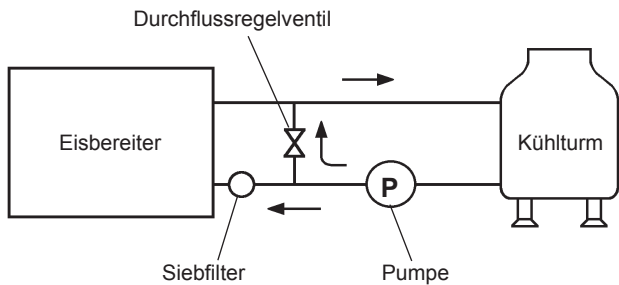 Durchflussregelventil
Eisbereiter
Kühlturm
P
Siebfilter
Pumpe